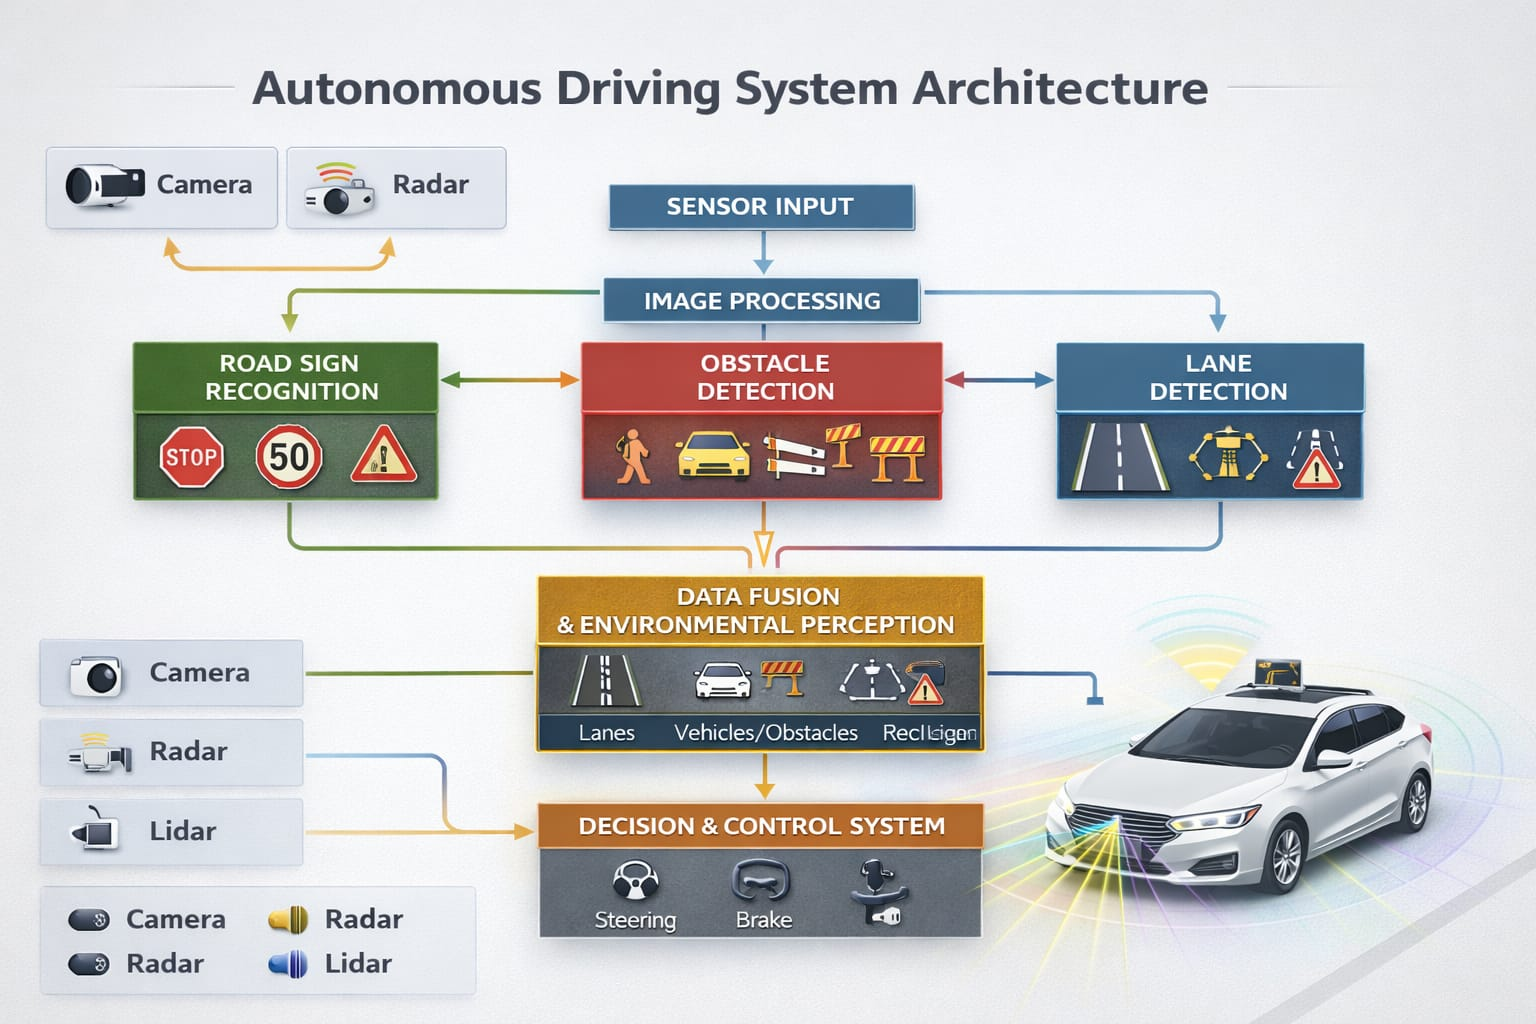 Autonomous Driving System Architecture
Camera
Radar
SENSOR INPUT
IMAGE PROCESSING
ROAD SIGN
RECOGNITION
STOP
50
!
OBSTACLE
DETECTION
LANE
DETECTION
!
DATA FUSION
& ENVIRONMENTAL PERCEPTION
!
Lanes
Vehicles/Obstacles
Camera
Radar
Lidar
DECISION & CONTROL SYSTEM
Steering
Brake
Camera
Radar
Radar
Lidar